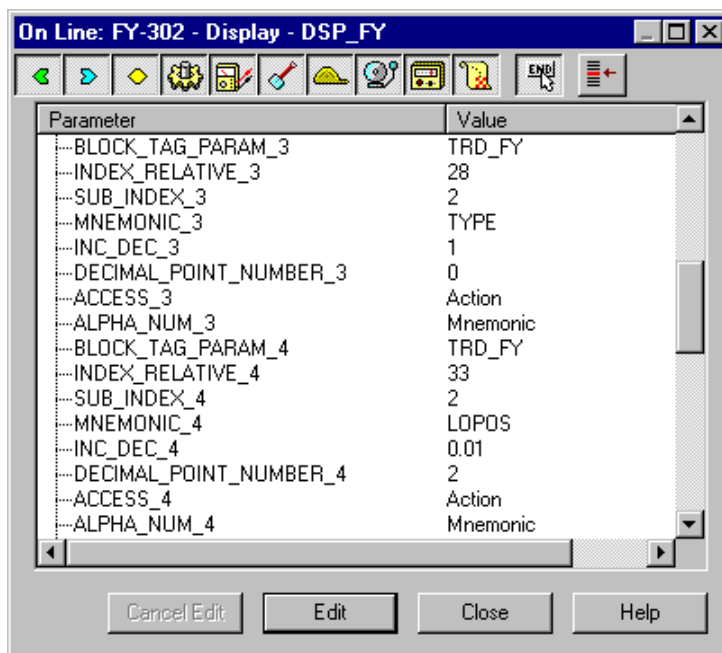 On Line: FY-302 - Display - DSP_FY
END
Parameter Value
BLOCK_TAG_PARAM_3 TRD_FY
INDEX_RELATIVE_3 28
SUB_INDEX_3 2
MNEMONIC_3 TYPE
INC_DEC_3 1
DECIMAL_POINT_NUMBER_3 0
ACCESS_3 Action
ALPHA_NUM_3 Mnemonic
BLOCK_TAG_PARAM_4 TRD_FY
INDEX_RELATIVE_4 33
SUB_INDEX_4 2
MNEMONIC_4 LOPOS
INC_DEC_4 0.01
DECIMAL_POINT_NUMBER_4 2
ACCESS_4 Action
ALPHA_NUM_4 Mnemonic
Cancel Edit Edit Close Help